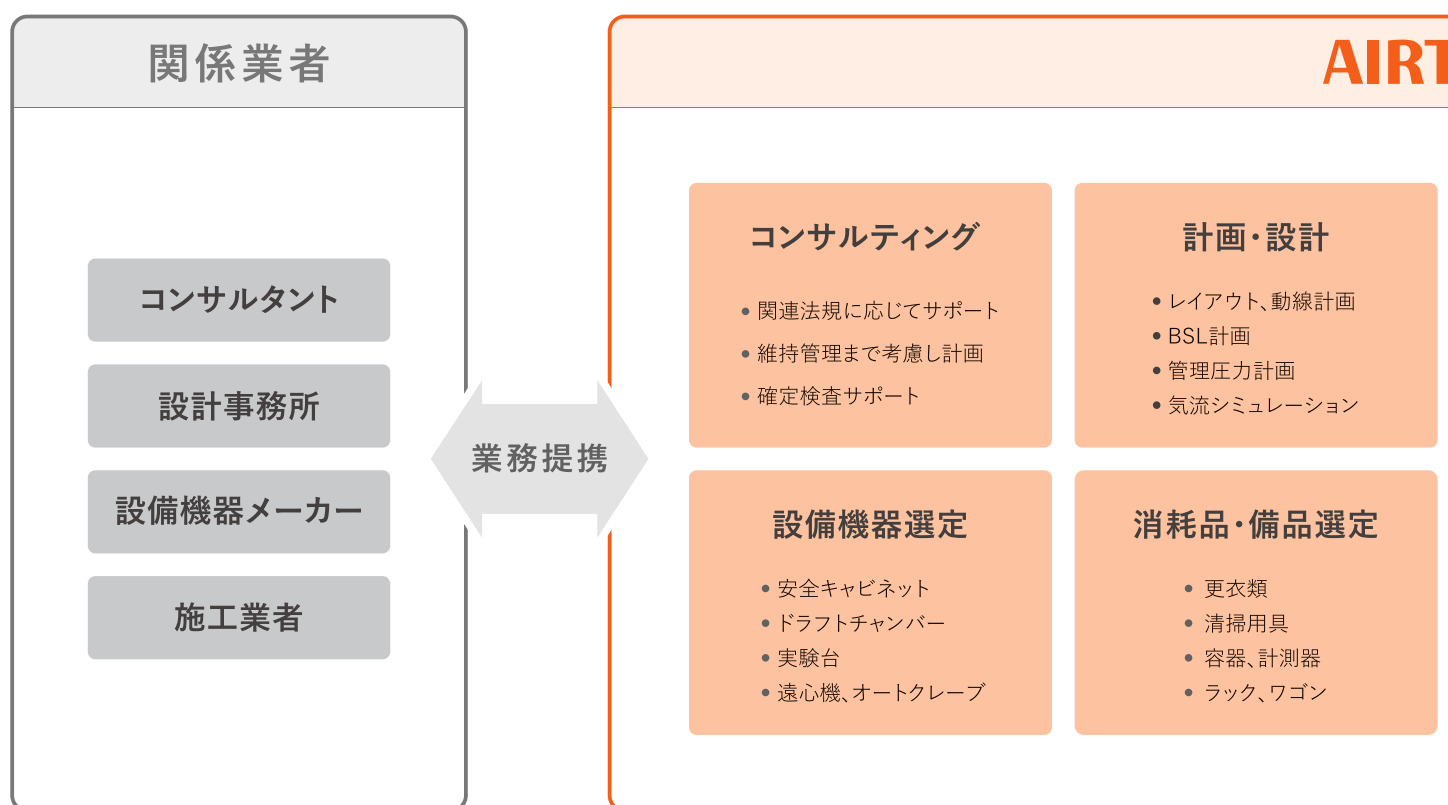 関係業者
コンサルタント
設計事務所
設備機器メーカー
施工業者
業務提携
AIRT
コンサルティング
• 関連法規に応じてサポート
• 維持管理まで考慮し計画
• 確定検査サポート
計画・設計
• レイアウト、動線計画
• BSL計画
• 管理圧力計画
• 気流シミュレーション
設備機器選定
• 安全キャビネット
• ドラフトチャンバー
• 実験台
• 遠心機、オートクレーブ
消耗品・備品選定
• 更衣類
• 清掃用具
• 容器、計測器
• ラック、ワゴン